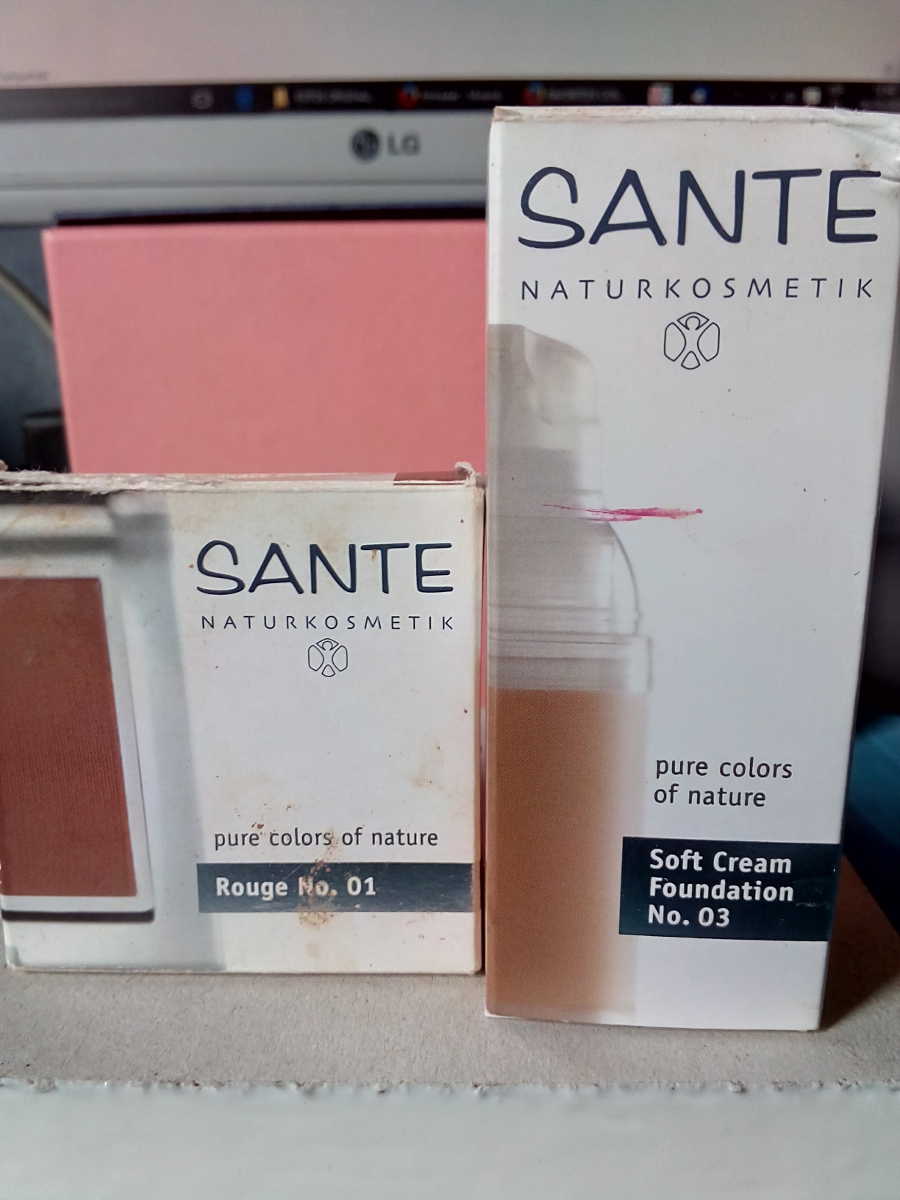 LG
SANTE
NATURKOSMETIK
pure colors
of nature
Soft Cream
Foundation
No. 03
SANTE
NATURKOSMETIK
pure colors of nature
Rouge No. 01